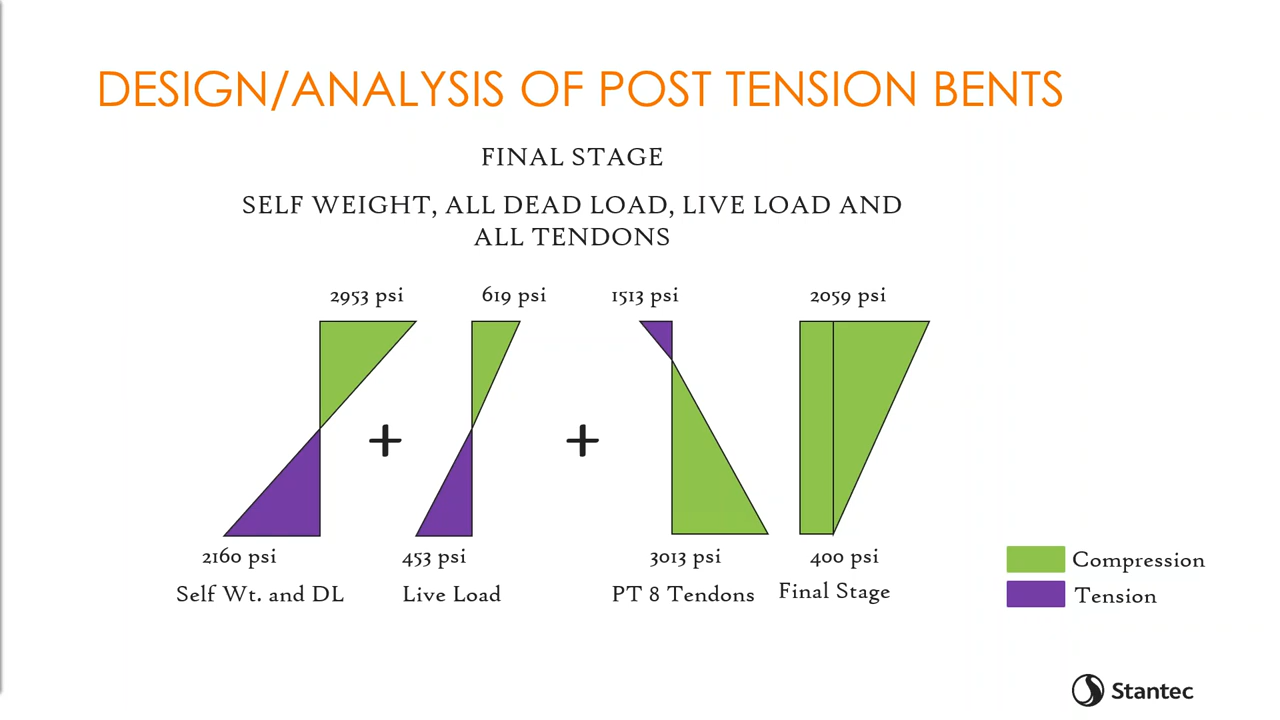 DESIGN/ANALYSIS OF POST TENSION BENTS
FINAL STAGE
SELF WEIGHT, ALL DEAD LOAD, LIVE LOAD AND
ALL TENDONS
2953 psi
619 psi
1513 psi
2059 psi
+
+
2160 psi
453 psi
3013 psi
400 psi
Self Wt. and DL
Live Load
PT 8 Tendons
Final Stage
Compression
Tension
Stantec